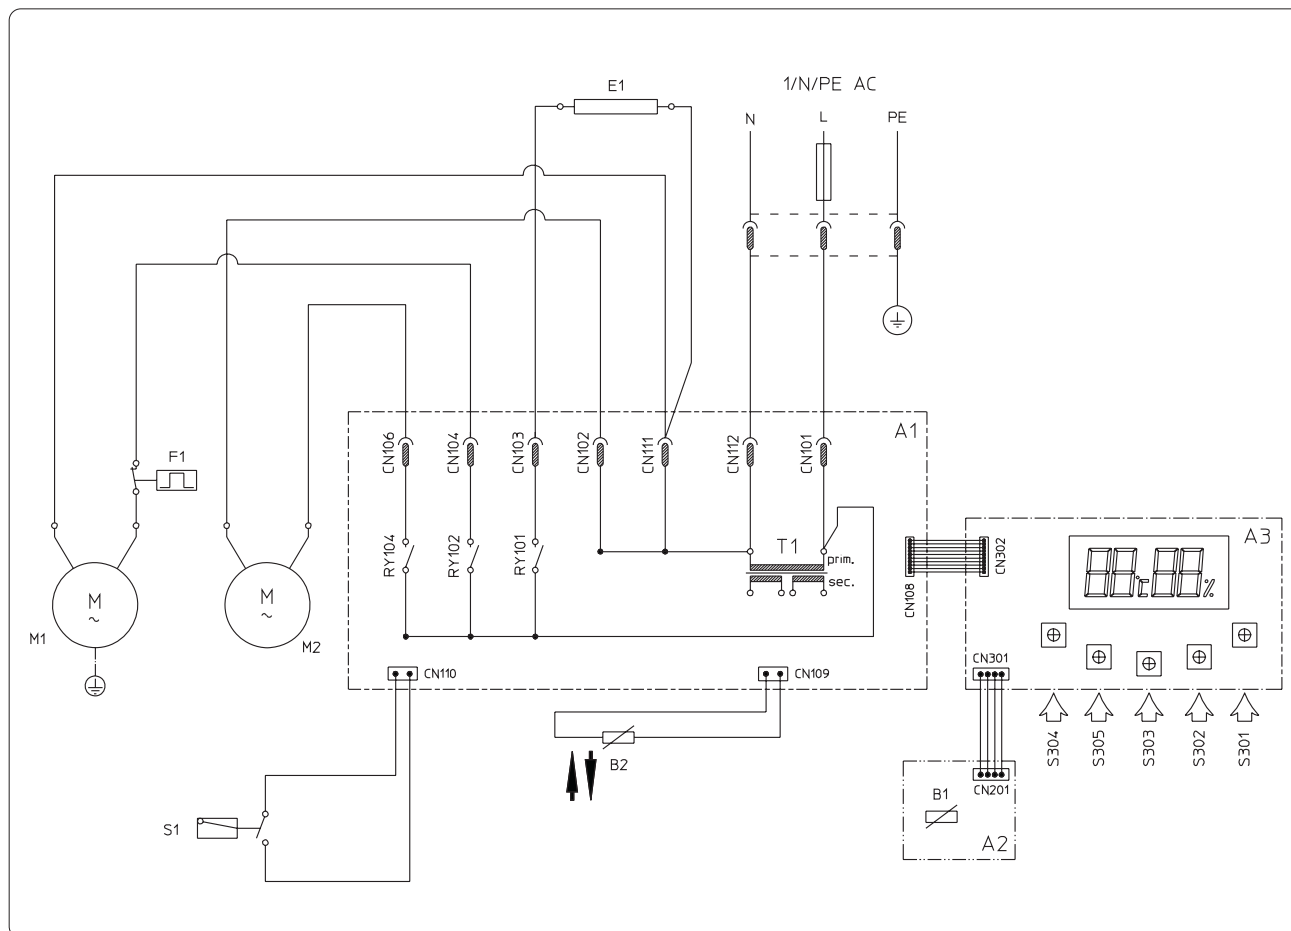 E1
1/N/PE AC
N
L
PE
A1
CN106
CN104
CN103
CN102
CN111
CN112
CN101
F1
RY104
RY102
RY101
T1
prim.
sec.
A3
CN108
CN302
88°C88%
M
~
M1
M
~
M2
CN110
CN109
CN301
S304
S305
S303
S302
S301
B2
CN201
B1
A2
S1